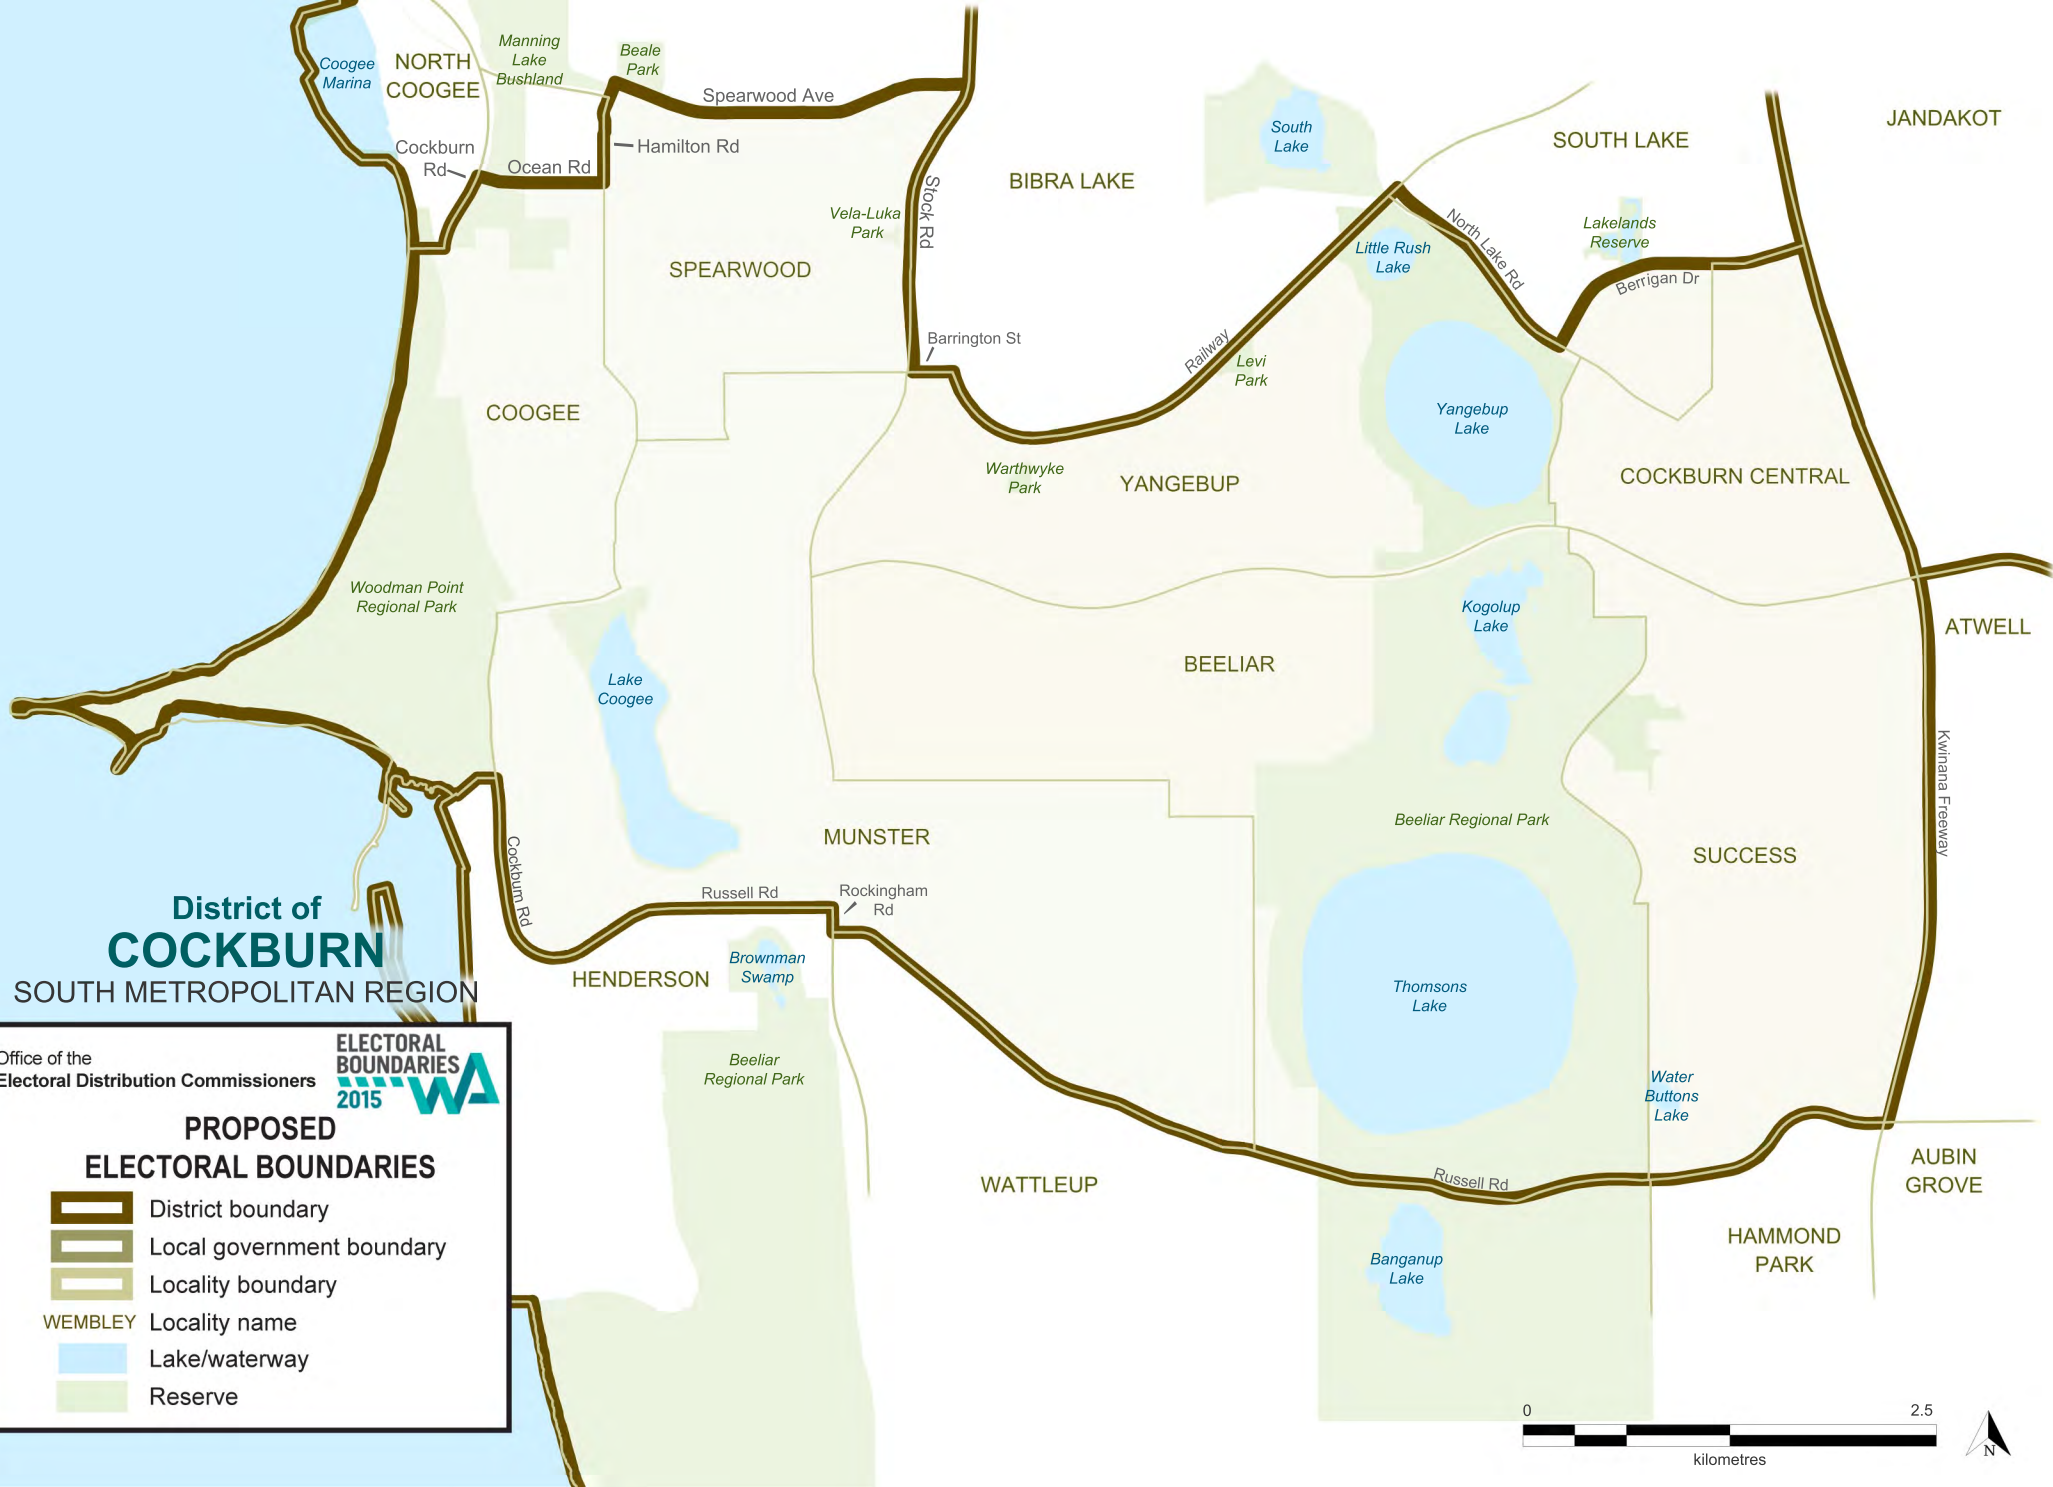 Coogee
Marina
NORTH
COOGEE
Manning
Lake
Bushland
Beale
Park
Spearwood Ave
Cockburn
Rd
Ocean Rd
Hamilton Rd
Stock Rd
Vela-Luka
Park
SPEARWOOD
BIBRA LAKE
South
Lake
SOUTH LAKE
JANDAKOT
Lakelands
Reserve
North Lake Rd
Berrigan Dr
Little Rush
Lake
Barrington St
Railway
Levi
Park
COOGEE
Yangebup
Lake
Warthwyke
Park
YANGEBUP
COCKBURN CENTRAL
Woodman Point
Regional Park
Kogolup
Lake
ATWELL
BEELIAR
Lake
Coogee
Kwinana Freeway
Beeliar Regional Park
MUNSTER
SUCCESS
Cockburn Rd
Russell Rd
Rockingham
Rd
HENDERSON
Brownman
Swamp
Thomsons
Lake
Beeliar
Regional Park
Water
Buttons
Lake
WATTLEUP
Russell Rd
AUBIN
GROVE
HAMMOND
PARK
Banganup
Lake
District of
COCKBURN
SOUTH METROPOLITAN REGION
Office of the
Electoral Distribution Commissioners
ELECTORAL
BOUNDARIES
2015 WA
PROPOSED
ELECTORAL BOUNDARIES
District boundary
Local government boundary
Locality boundary
WEMBLEY Locality name
Lake/waterway
Reserve
0 2.5
kilometres
N